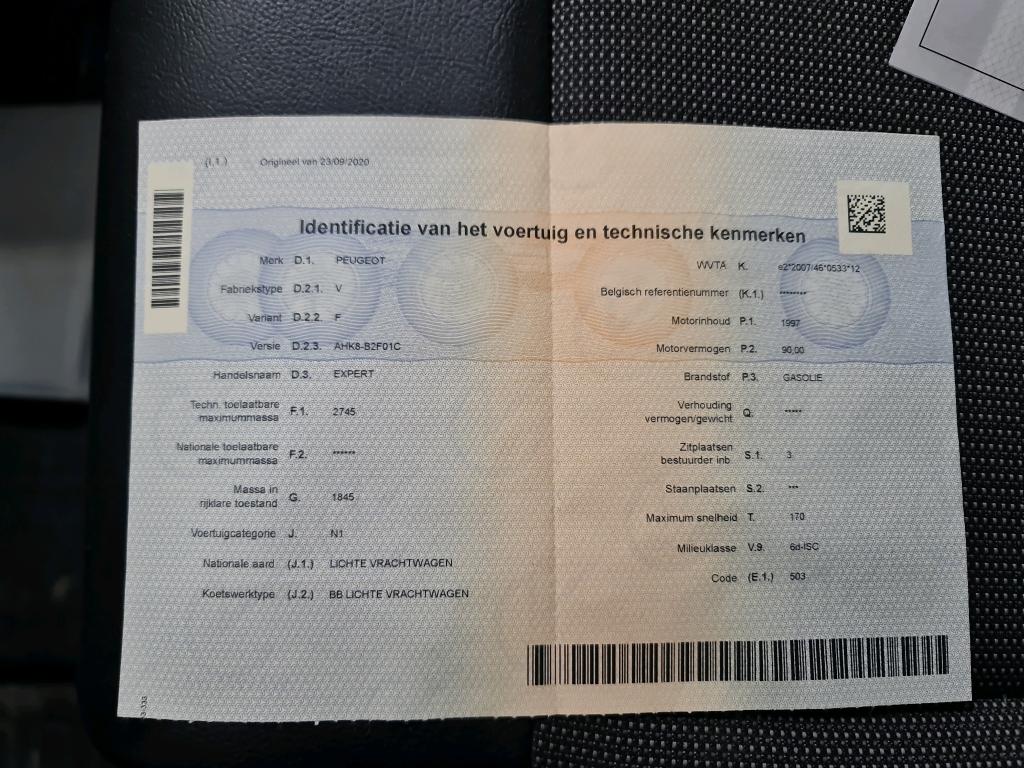 (I.1.) Origineel van 23/09/2020
Identificatie van het voertuig en technische kenmerken
Merk D.1. PEUGEOT
Fabriekstype D.2.1. V
Variant D.2.2. F
Versie D.2.3. AHK8-B2F01C
Handelsnaam D.3. EXPERT
Techn. toelaatbare
maximummassa F.1. 2745
Nationale toelaatbare
maximummassa F.2. ******
Massa in
rijklare toestand G. 1845
Voertuigcategorie J. N1
Nationale aard (J.1.) LICHTE VRACHTWAGEN
Koetswerktype (J.2.) BB LICHTE VRACHTWAGEN
WVTA K. e2*2007/46*0533*12
Belgisch referentienummer (K.1.) ********
Motorinhoud P.1. 1997
Motorvermogen P.2. 90,00
Brandstof P.3. GASOLIE
Verhouding
vermogen/gewicht Q. *****
Zitplaatsen
bestuurder inb. S.1. 3
Staanplaatsen S.2. ***
Maximum snelheid T. 170
Milieuklasse V.9. 6d-ISC
Code (E.1.) 503